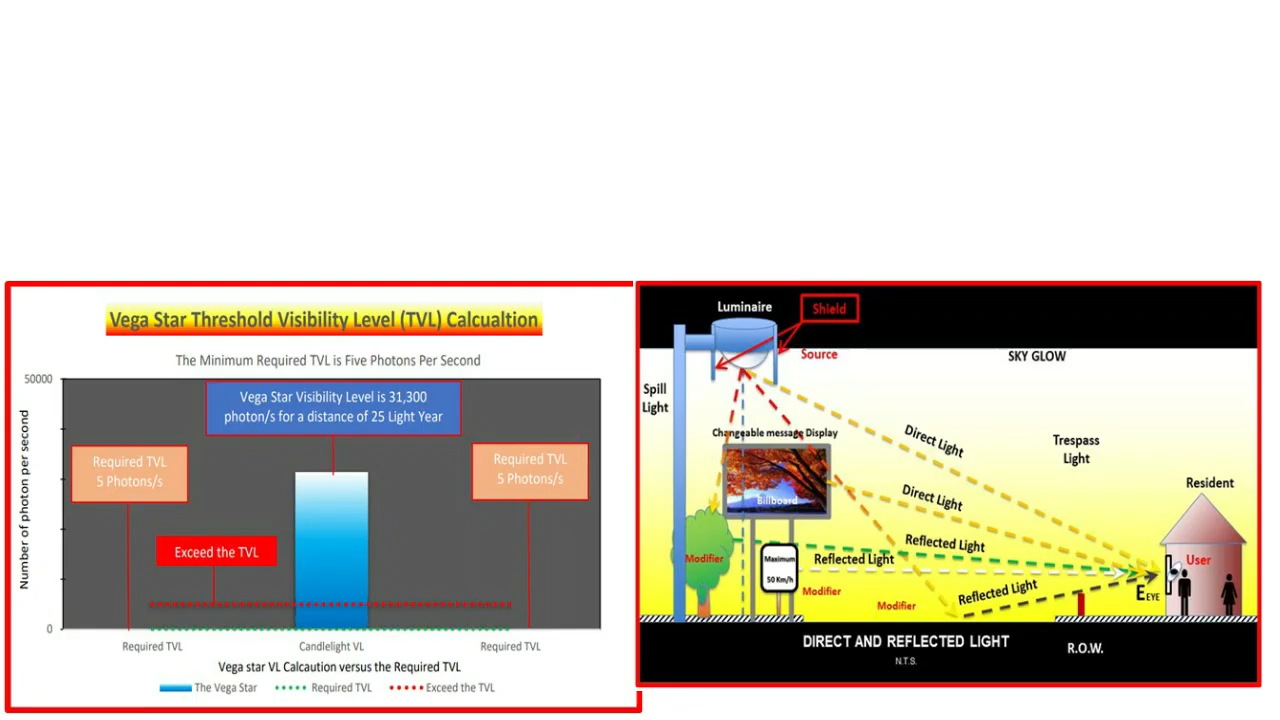 Vega Star Threshold Visibility Level (TVL) Calcualtion
The Minimum Required TVL is Five Photons Per Second
50000
0
Number of photon per second
Vega Star Visibility Level is 31,300
photon/s for a distance of 25 Light Year
Required TVL
5 Photons/s
Required TVL
5 Photons/s
Exceed the TVL
Required TVL
Candlelight VL
Required TVL
Vega star VL Calcaution versus the Required TVL
The Vega Star
Required TVL
Exceed the TVL
Luminaire
Shield
Source
SKY GLOW
Spill
Light
Changeable message Display
Direct Light
Trespass
Light
Direct Light
Resident
Billboard
Reflected Light
Modifier
Maximum
50 Km/h
Reflected Light
User
Modifier
Modifier
Reflected Light
E EYE
DIRECT AND REFLECTED LIGHT
N.T.S.
R.O.W.